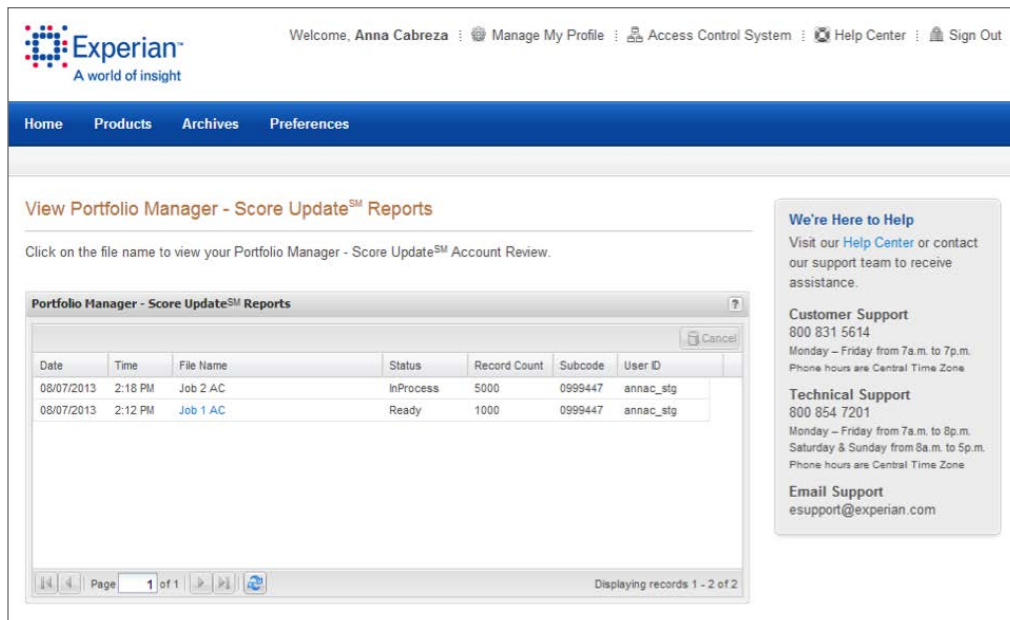 Experian™
A world of insight
Welcome, Anna Cabreza Manage My Profile Access Control System Help Center Sign Out
Home Products Archives Preferences
View Portfolio Manager - Score Update℠ Reports
Click on the file name to view your Portfolio Manager - Score Update℠ Account Review.
Portfolio Manager - Score Update℠ Reports ?
Cancel
Date Time File Name Status Record Count Subcode User ID
08/07/2013 2:18 PM Job 2 AC InProcess 5000 0999447 annac_stg
08/07/2013 2:12 PM Job 1 AC Ready 1000 0999447 annac_stg
Page 1 of 1
Displaying records 1 - 2 of 2
We're Here to Help
Visit our Help Center or contact
our support team to receive
assistance.
Customer Support
800 831 5614
Monday – Friday from 7a.m. to 7p.m.
Phone hours are Central Time Zone
Technical Support
800 854 7201
Monday – Friday from 7a.m. to 8p.m.
Saturday & Sunday from 8a.m. to 5p.m.
Phone hours are Central Time Zone
Email Support
esupport@experian.com